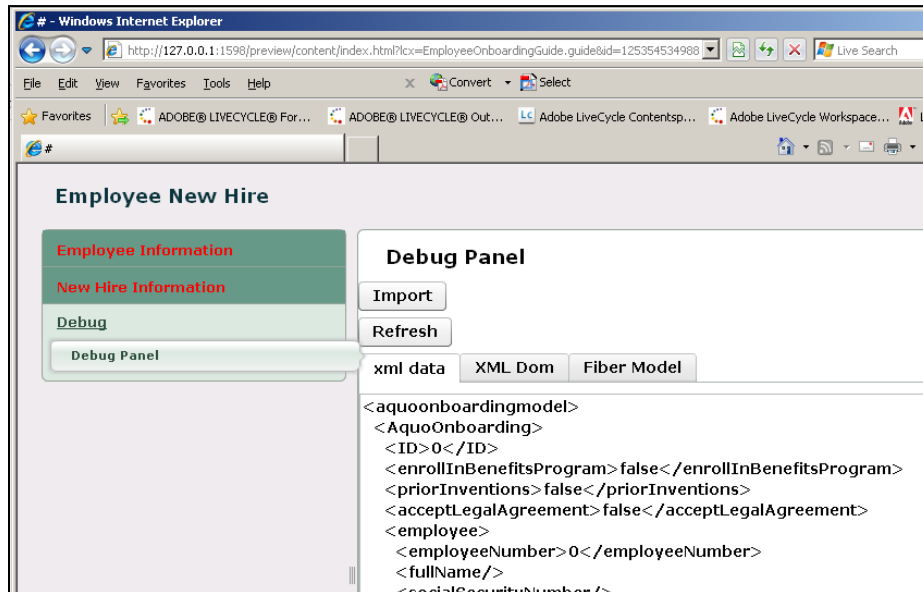 # - Windows Internet Explorer
http://127.0.0.1:1598/preview/content/index.html?lcx=EmployeeOnboardingGuide.guide&id=125354534988
Live Search
File Edit View Favorites Tools Help
Convert Select
Favorites ADOBE® LIVECYCLE® For... ADOBE® LIVECYCLE® Out... LC Adobe LiveCycle Contentsp... Adobe LiveCycle Workspace...
#
Employee New Hire
Employee Information
New Hire Information
Debug
Debug Panel
Debug Panel
Import
Refresh
xml data XML Dom Fiber Model
<aquoonboardingmodel>
<AquoOnboarding>
<ID>0</ID>
<enrollInBenefitsProgram>false</enrollInBenefitsProgram>
<priorInventions>false</priorInventions>
<acceptLegalAgreement>false</acceptLegalAgreement>
<employee>
<employeeNumber>0</employeeNumber>
<fullName/>
<socialSecurityNumber/>